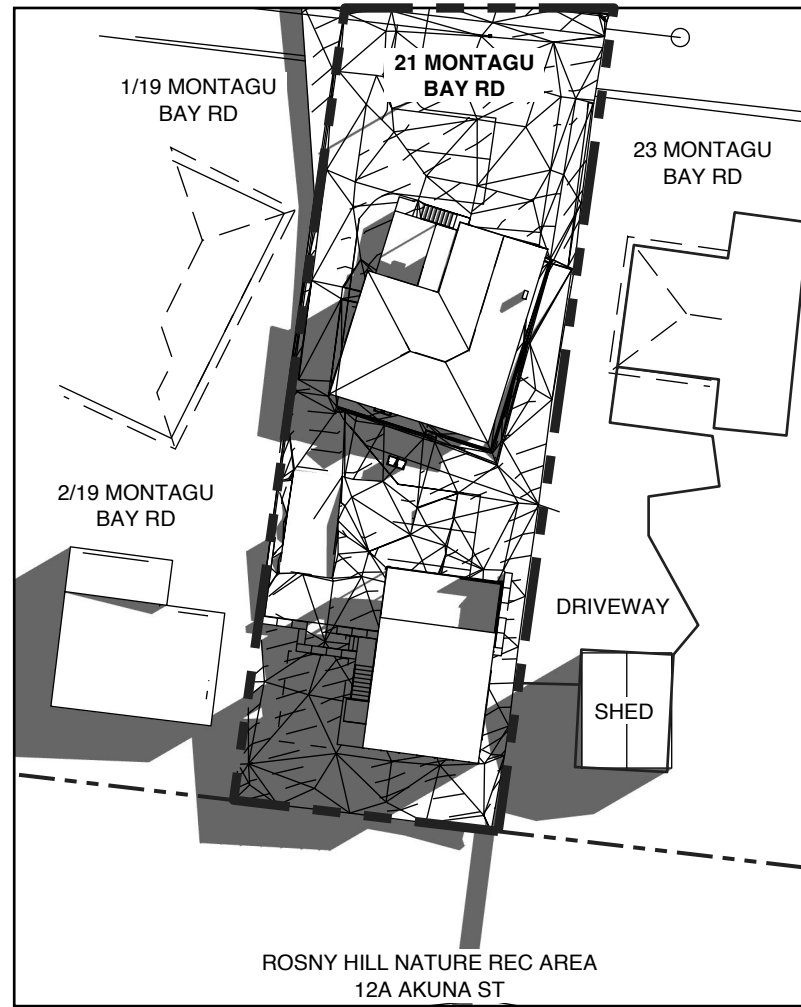 21 MONTAGU
BAY RD
1/19 MONTAGU
BAY RD
23 MONTAGU
BAY RD
2/19 MONTAGU
BAY RD
DRIVEWAY
SHED
ROSNY HILL NATURE REC AREA
12A AKUNA ST